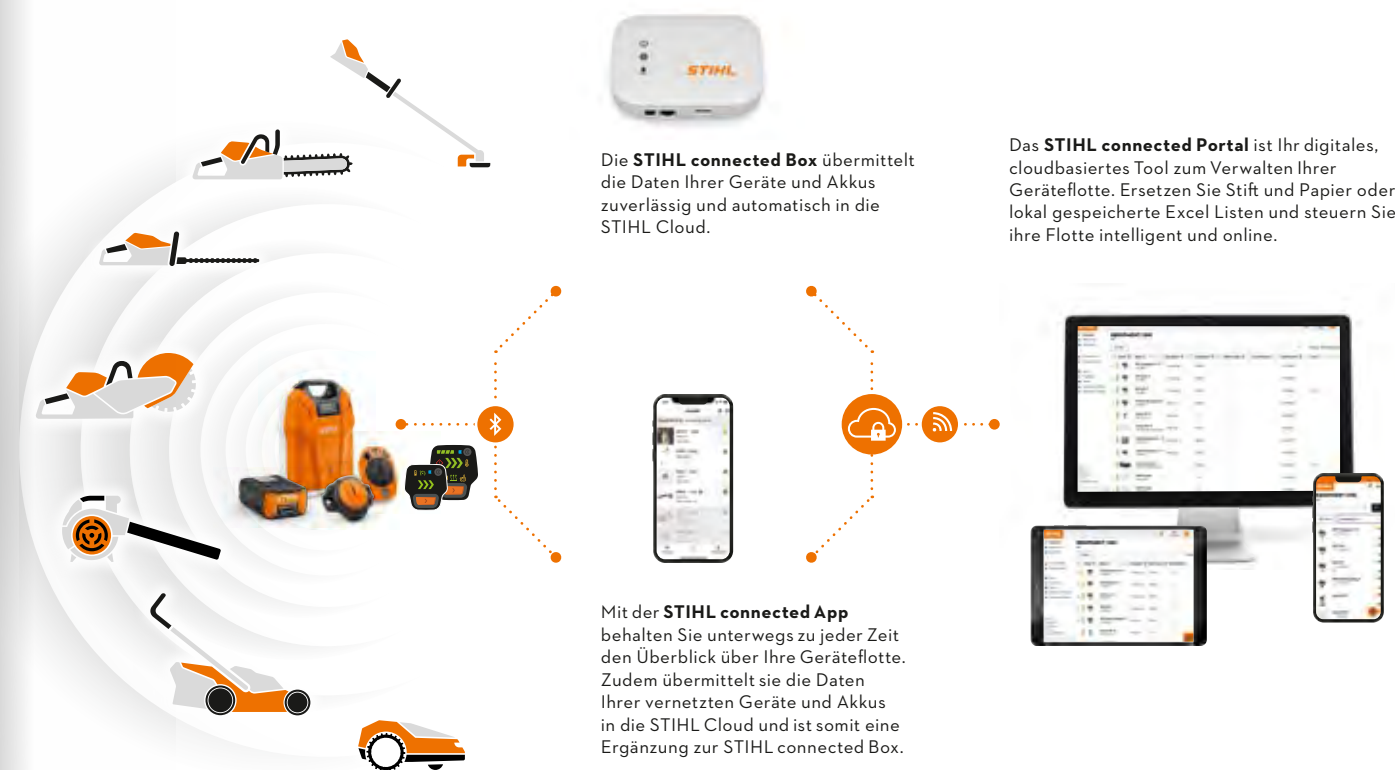 STIHL
Die STIHL connected Box übermittelt
die Daten Ihrer Geräte und Akkus
zuverlässig und automatisch in die
STIHL Cloud.
Das STIHL connected Portal ist Ihr digitales,
cloudbasiertes Tool zum Verwalten Ihrer
Geräteflotte. Ersetzen Sie Stift und Papier oder
lokal gespeicherte Excel Listen und steuern Sie
ihre Flotte intelligent und online.
Mit der STIHL connected App
behalten Sie unterwegs zu jeder Zeit
den Überblick über Ihre Geräteflotte.
Zudem übermittelt sie die Daten
Ihrer vernetzten Geräte und Akkus
in die STIHL Cloud und ist somit eine
Ergänzung zur STIHL connected Box.